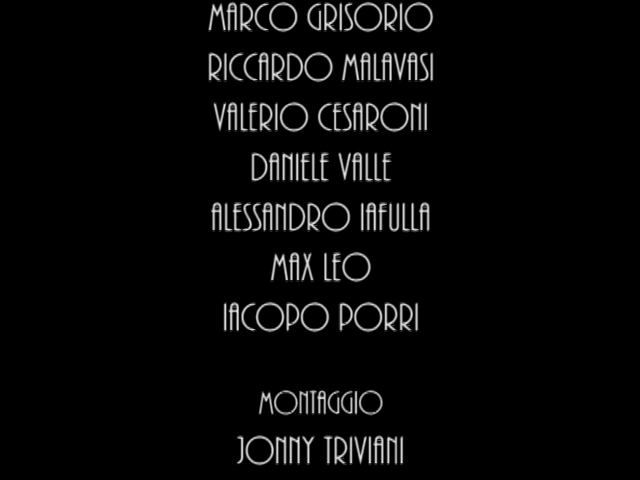 MARCO GRISORIO
RICCARDO MALAVASI
VALERIO CESARONI
DANIELE VALLE
ALESSANDRO IAFULLA
MAX LEO
IACOPO PORRI
MONTAGGIO
JONNY TRIVIANI